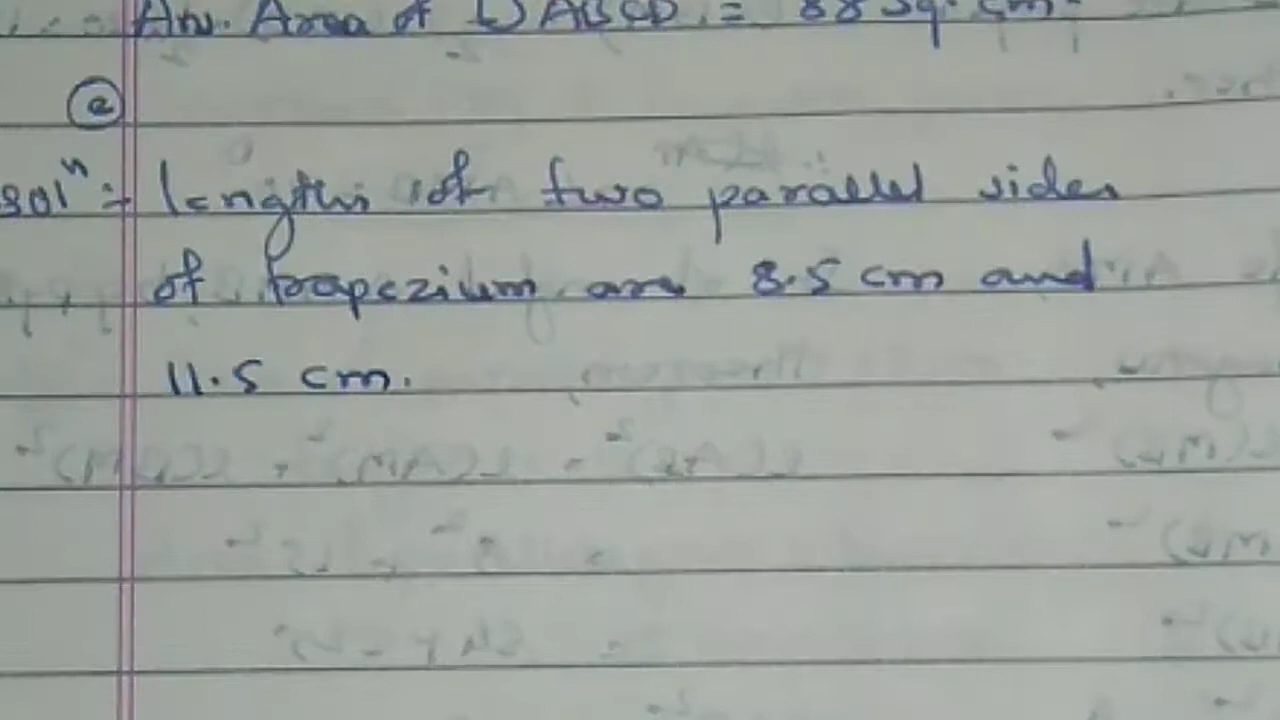 Ans. Area of □ ABCD = 88 sq. cm.
②
solⁿ :- lengths of two parallel sides
of trapezium are 8.5 cm and
11.5 cm.